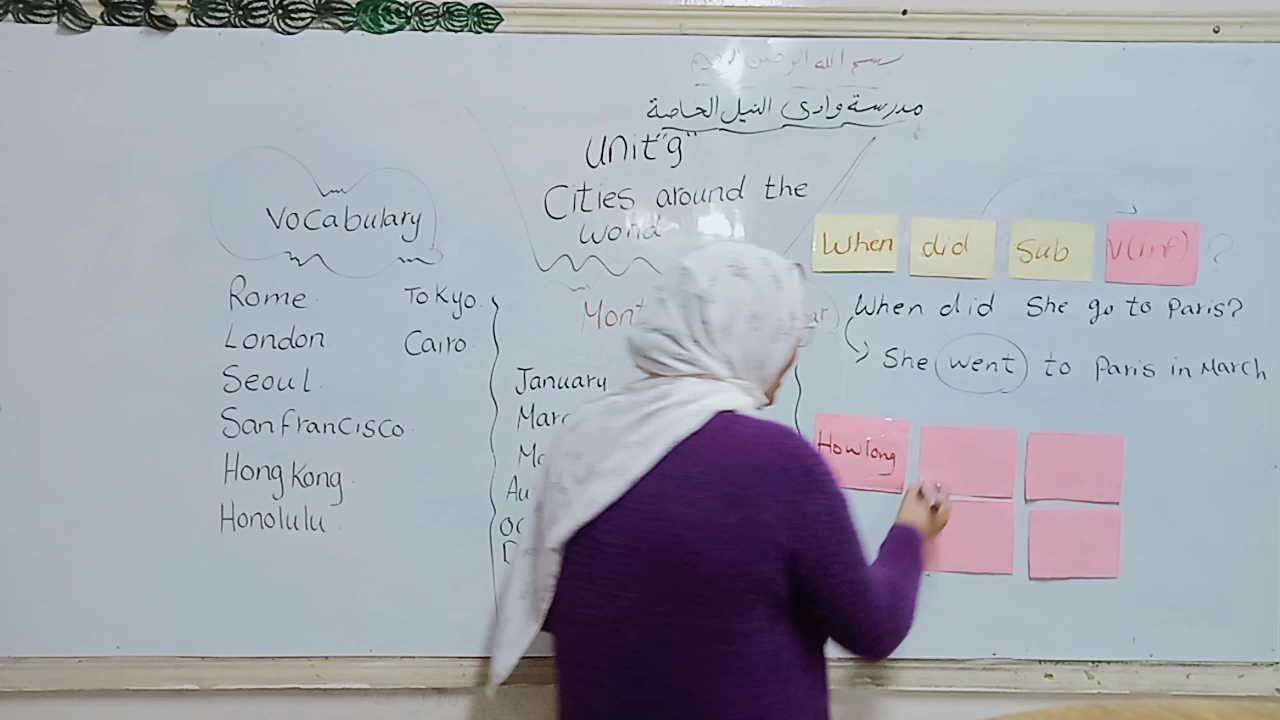 بسم الله الرحمن الرحيم
مدرسة وادى النيل الخاصة
Unit "9"
Cities around the
world
Vocabulary
Rome
Tokyo
London
Cairo
Seoul
San francisco
Hong Kong
Honolulu
January
When did Sub V(inf) ?
When did She go to Paris?
She went to Paris in March
How long